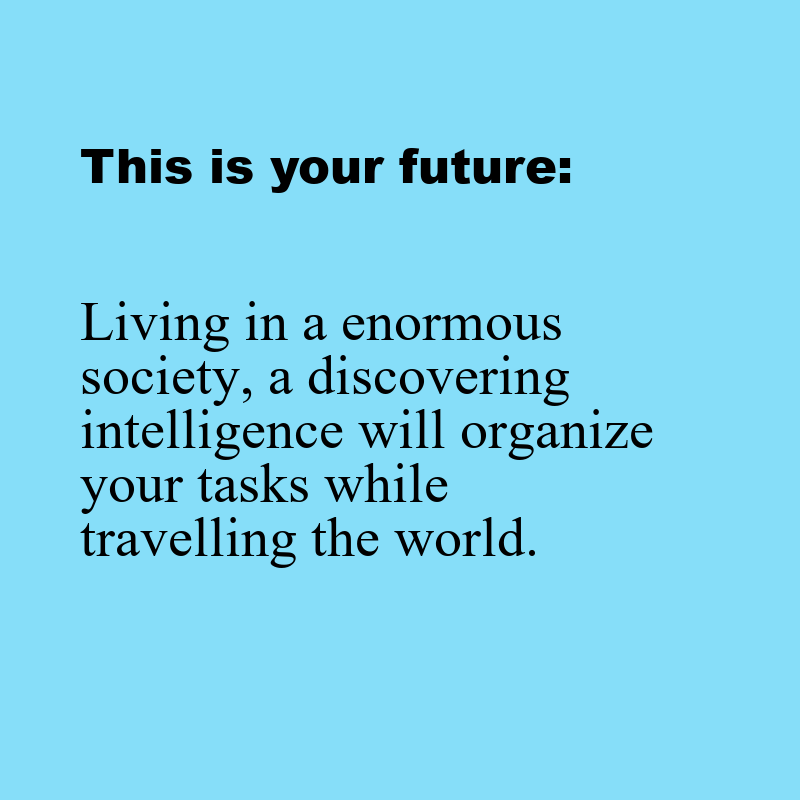 This is your future:
Living in a enormous
society, a discovering
intelligence will organize
your tasks while
travelling the world.